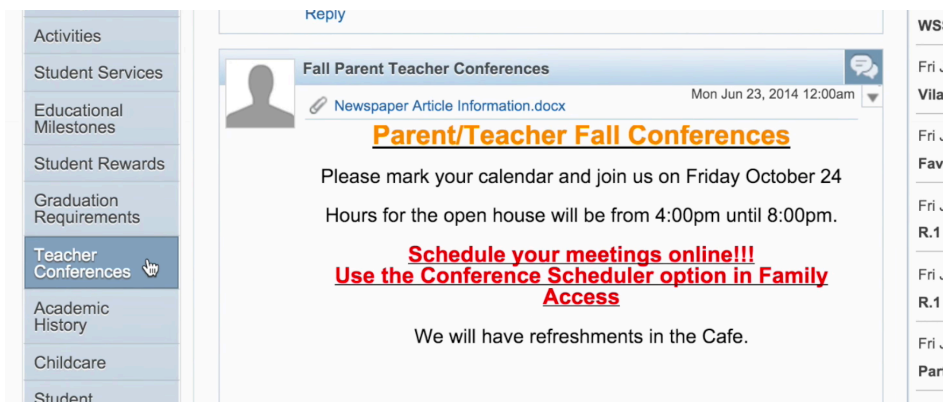 Activities
Student Services
Educational
Milestones
Student Rewards
Graduation
Requirements
Teacher
Conferences
Academic
History
Childcare
Student
Reply
Fall Parent Teacher Conferences
Newspaper Article Information.docx
Mon Jun 23, 2014 12:00am
Parent/Teacher Fall Conferences
Please mark your calendar and join us on Friday October 24
Hours for the open house will be from 4:00pm until 8:00pm.
Schedule your meetings online!!!
Use the Conference Scheduler option in Family
Access
We will have refreshments in the Cafe.
Fri
Fri
Fri
R.1
Fri
R.1
Fri